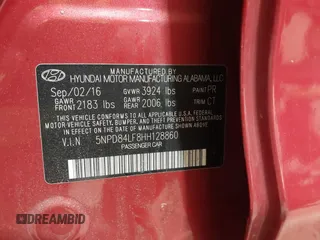 MANUFACTURED BY
HYUNDAI MOTOR MANUFACTURING ALABAMA, LLC
Sep/02/16 GVWR 3924 lbs PAINT PR
GAWR FRONT 2183 lbs GAWR REAR 2006 lbs TRIM CT
THIS VEHICLE CONFORMS TO ALL APPLICABLE
FEDERAL MOTOR VEHICLE SAFETY, BUMPER,
AND THEFT PREVENTION STANDARDS IN EFFECT ON
THE DATE OF MANUFACTURE SHOWN ABOVE.
V.I.N 5NPD84LF8HH128860
PASSENGER CAR
DREAMBID